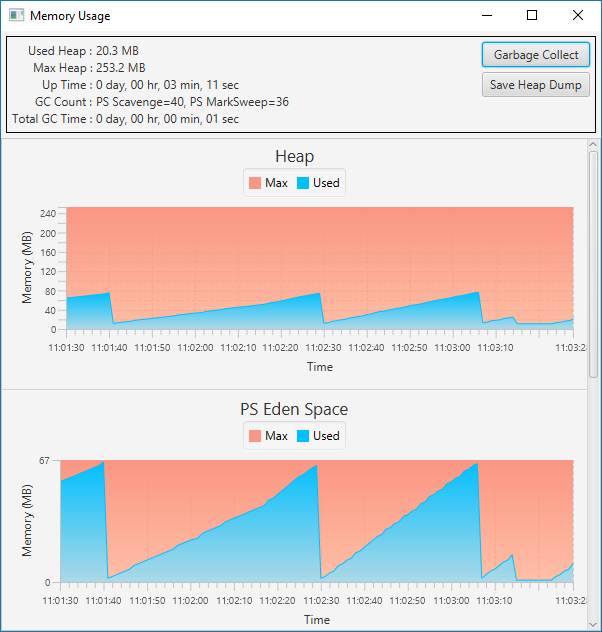 Memory Usage
Used Heap : 20.3 MB
Max Heap : 253.2 MB
Up Time : 0 day, 00 hr, 03 min, 11 sec
GC Count : PS Scavenge=40, PS MarkSweep=36
Total GC Time : 0 day, 00 hr, 00 min, 01 sec
Garbage Collect
Save Heap Dump
Heap
Max Used
Memory (MB)
240
200
160
120
80
40
0
11:01:30 11:01:40 11:01:50 11:02:00 11:02:10 11:02:20 11:02:30 11:02:40 11:02:50 11:03:00 11:03:10 11:03:2
Time
PS Eden Space
Max Used
Memory (MB)
67
0
11:01:30 11:01:40 11:01:50 11:02:00 11:02:10 11:02:20 11:02:30 11:02:40 11:02:50 11:03:00 11:03:10 11:03:2
Time